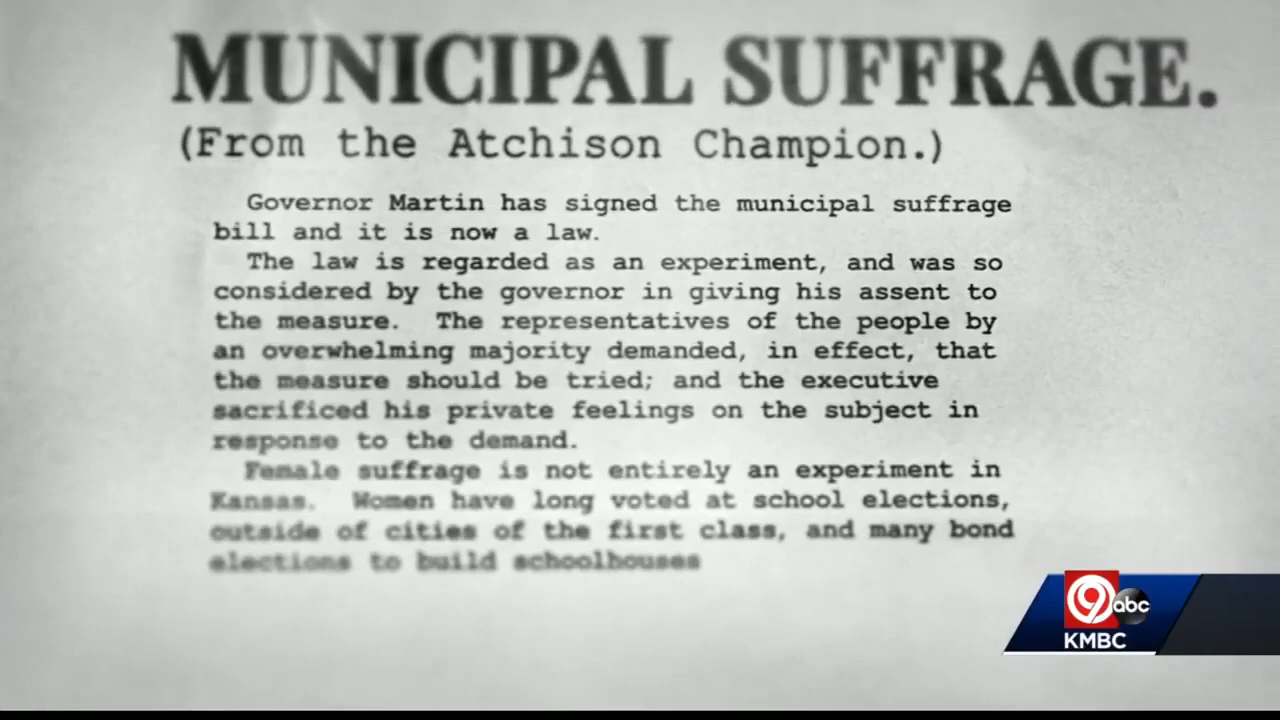 MUNICIPAL SUFFRAGE.
(From the Atchison Champion.)
Governor Martin has signed the municipal suffrage
bill and it is now a law.
The law is regarded as an experiment, and was so
considered by the governor in giving his assent to
the measure. The representatives of the people by
an overwhelming majority demanded, in effect, that
the measure should be tried; and the executive
sacrificed his private feelings on the subject in
response to the demand.
Female suffrage is not entirely an experiment in
Kansas. Women have long voted at school elections,
outside of cities of the first class, and many bond
elections to build schoolhouses
9 abc
KMBC